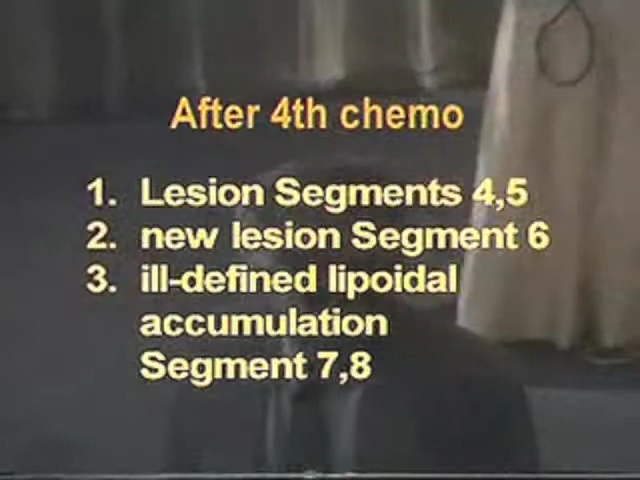 After 4th chemo
1. Lesion Segments 4,5
2. new lesion Segment 6
3. ill-defined lipoidal
accumulation
Segment 7,8